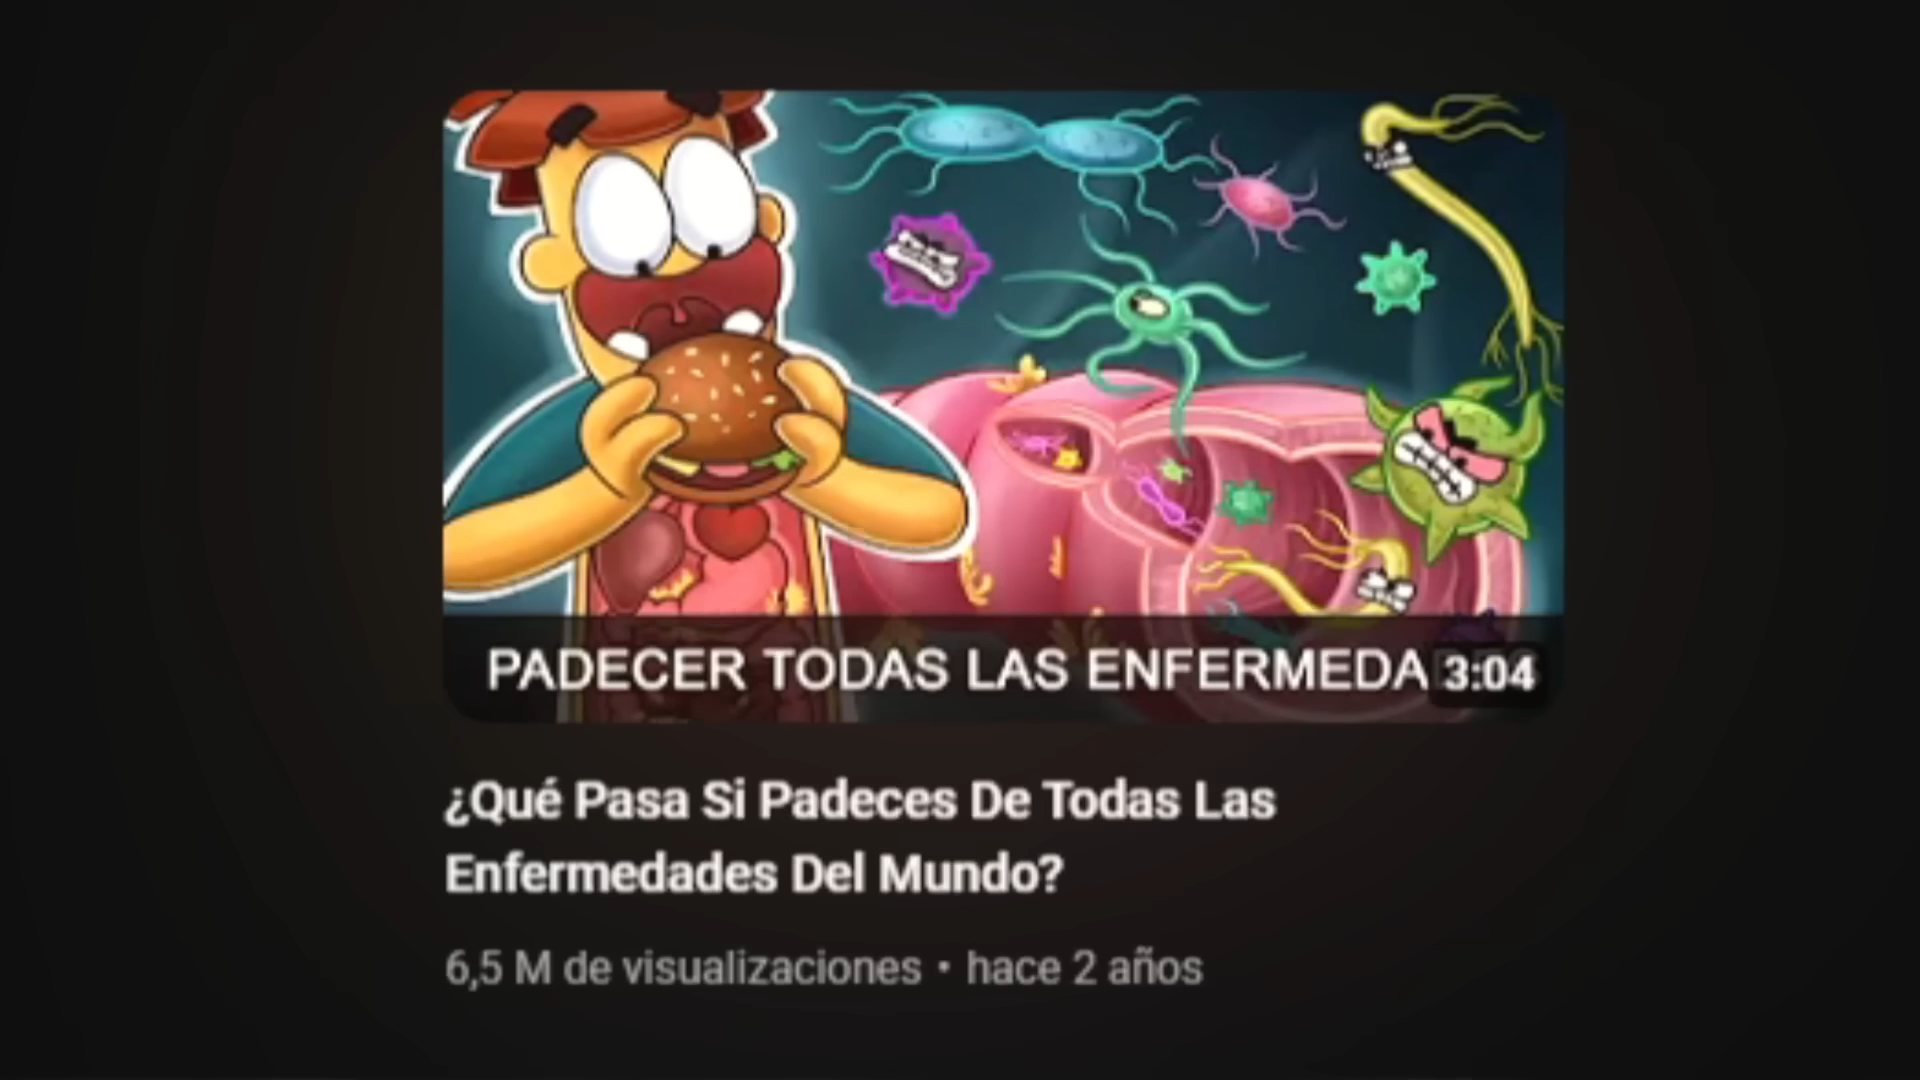 PADECER TODAS LAS ENFERMEDA
3:04
¿Qué Pasa Si Padeces De Todas Las
Enfermedades Del Mundo?
6,5 M de visualizaciones • hace 2 años